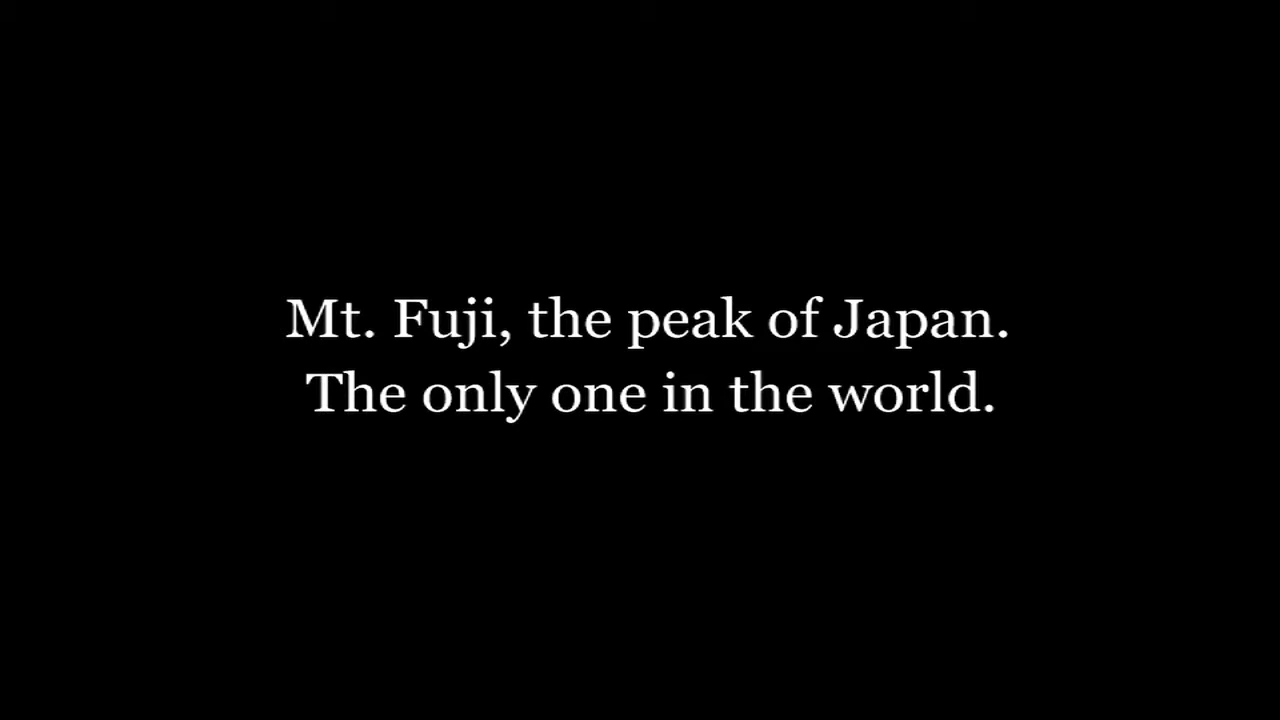 Mt. Fuji, the peak of Japan.
The only one in the world.